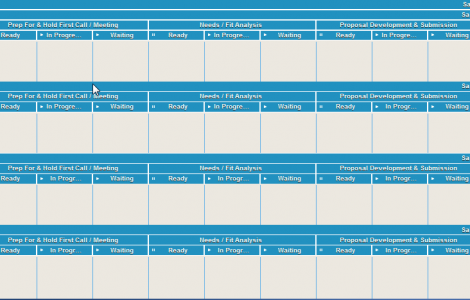 Sa
Sa
Prep For & Hold First Call / Meeting Needs / Fit Analysis Proposal Development & Submission
Ready In Progre... Waiting Ready In Progre... Waiting Ready In Progre... Waiting
Sa
Prep For & Hold First Call / Meeting Needs / Fit Analysis Proposal Development & Submission
Ready In Progre... Waiting Ready In Progr... Waiting Ready In Progr... Waiting
Sa
Prep For & Hold First Call / Meeting Needs / Fit Analysis Proposal Development & Submission
Ready In Progr... Waiting Ready In Progr... Waiting Ready In Progr... Waiting
Sa
Prep For & Hold First Call / Meeting Needs / Fit Analysis Proposal Development & Submission
Ready In Progr... Waiting Ready In Progr... Waiting Ready In Progr... Waiting